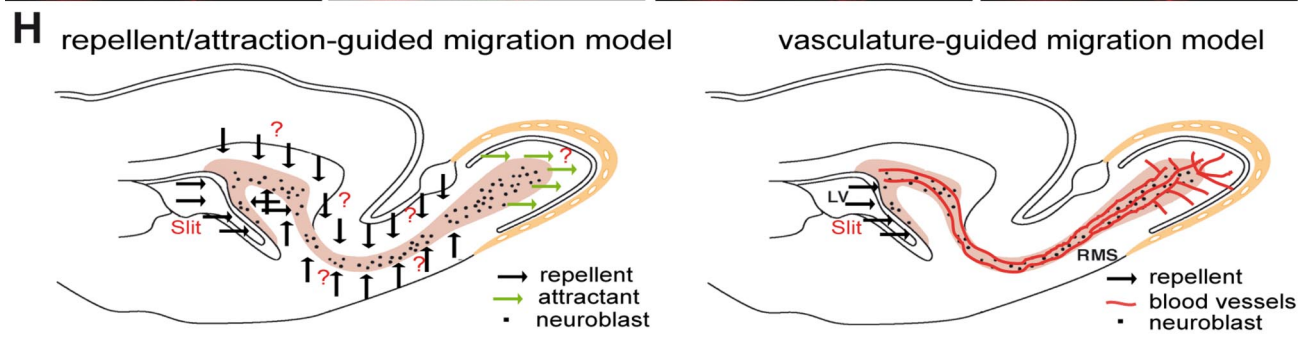 H
repellent/attraction-guided migration model
?
?
?
?
?
?
Slit
repellent
attractant
neuroblast
vasculature-guided migration model
LV
Slit
RMS
repellent
blood vessels
neuroblast